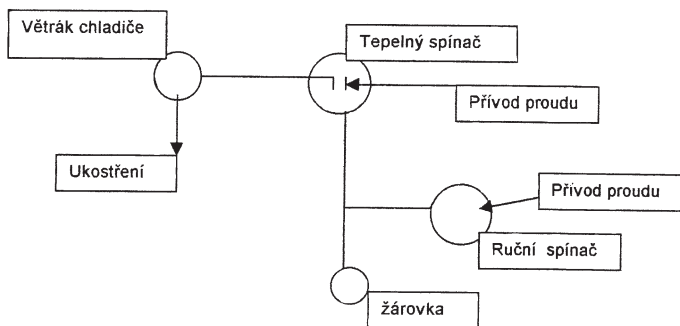 Větrák chladiče
Tepelný spínač
Přívod proudu
Ukostření
Přívod proudu
Ruční spínač
žárovka